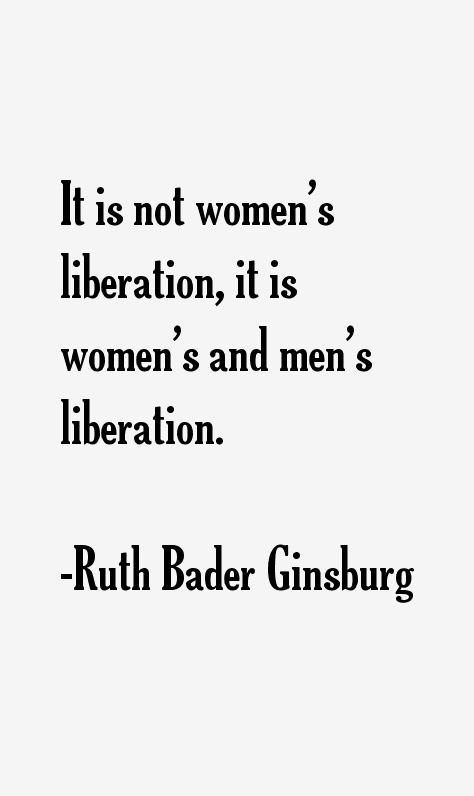 It is not women’s
liberation, it is
women’s and men’s
liberation.
-Ruth Bader Ginsburg